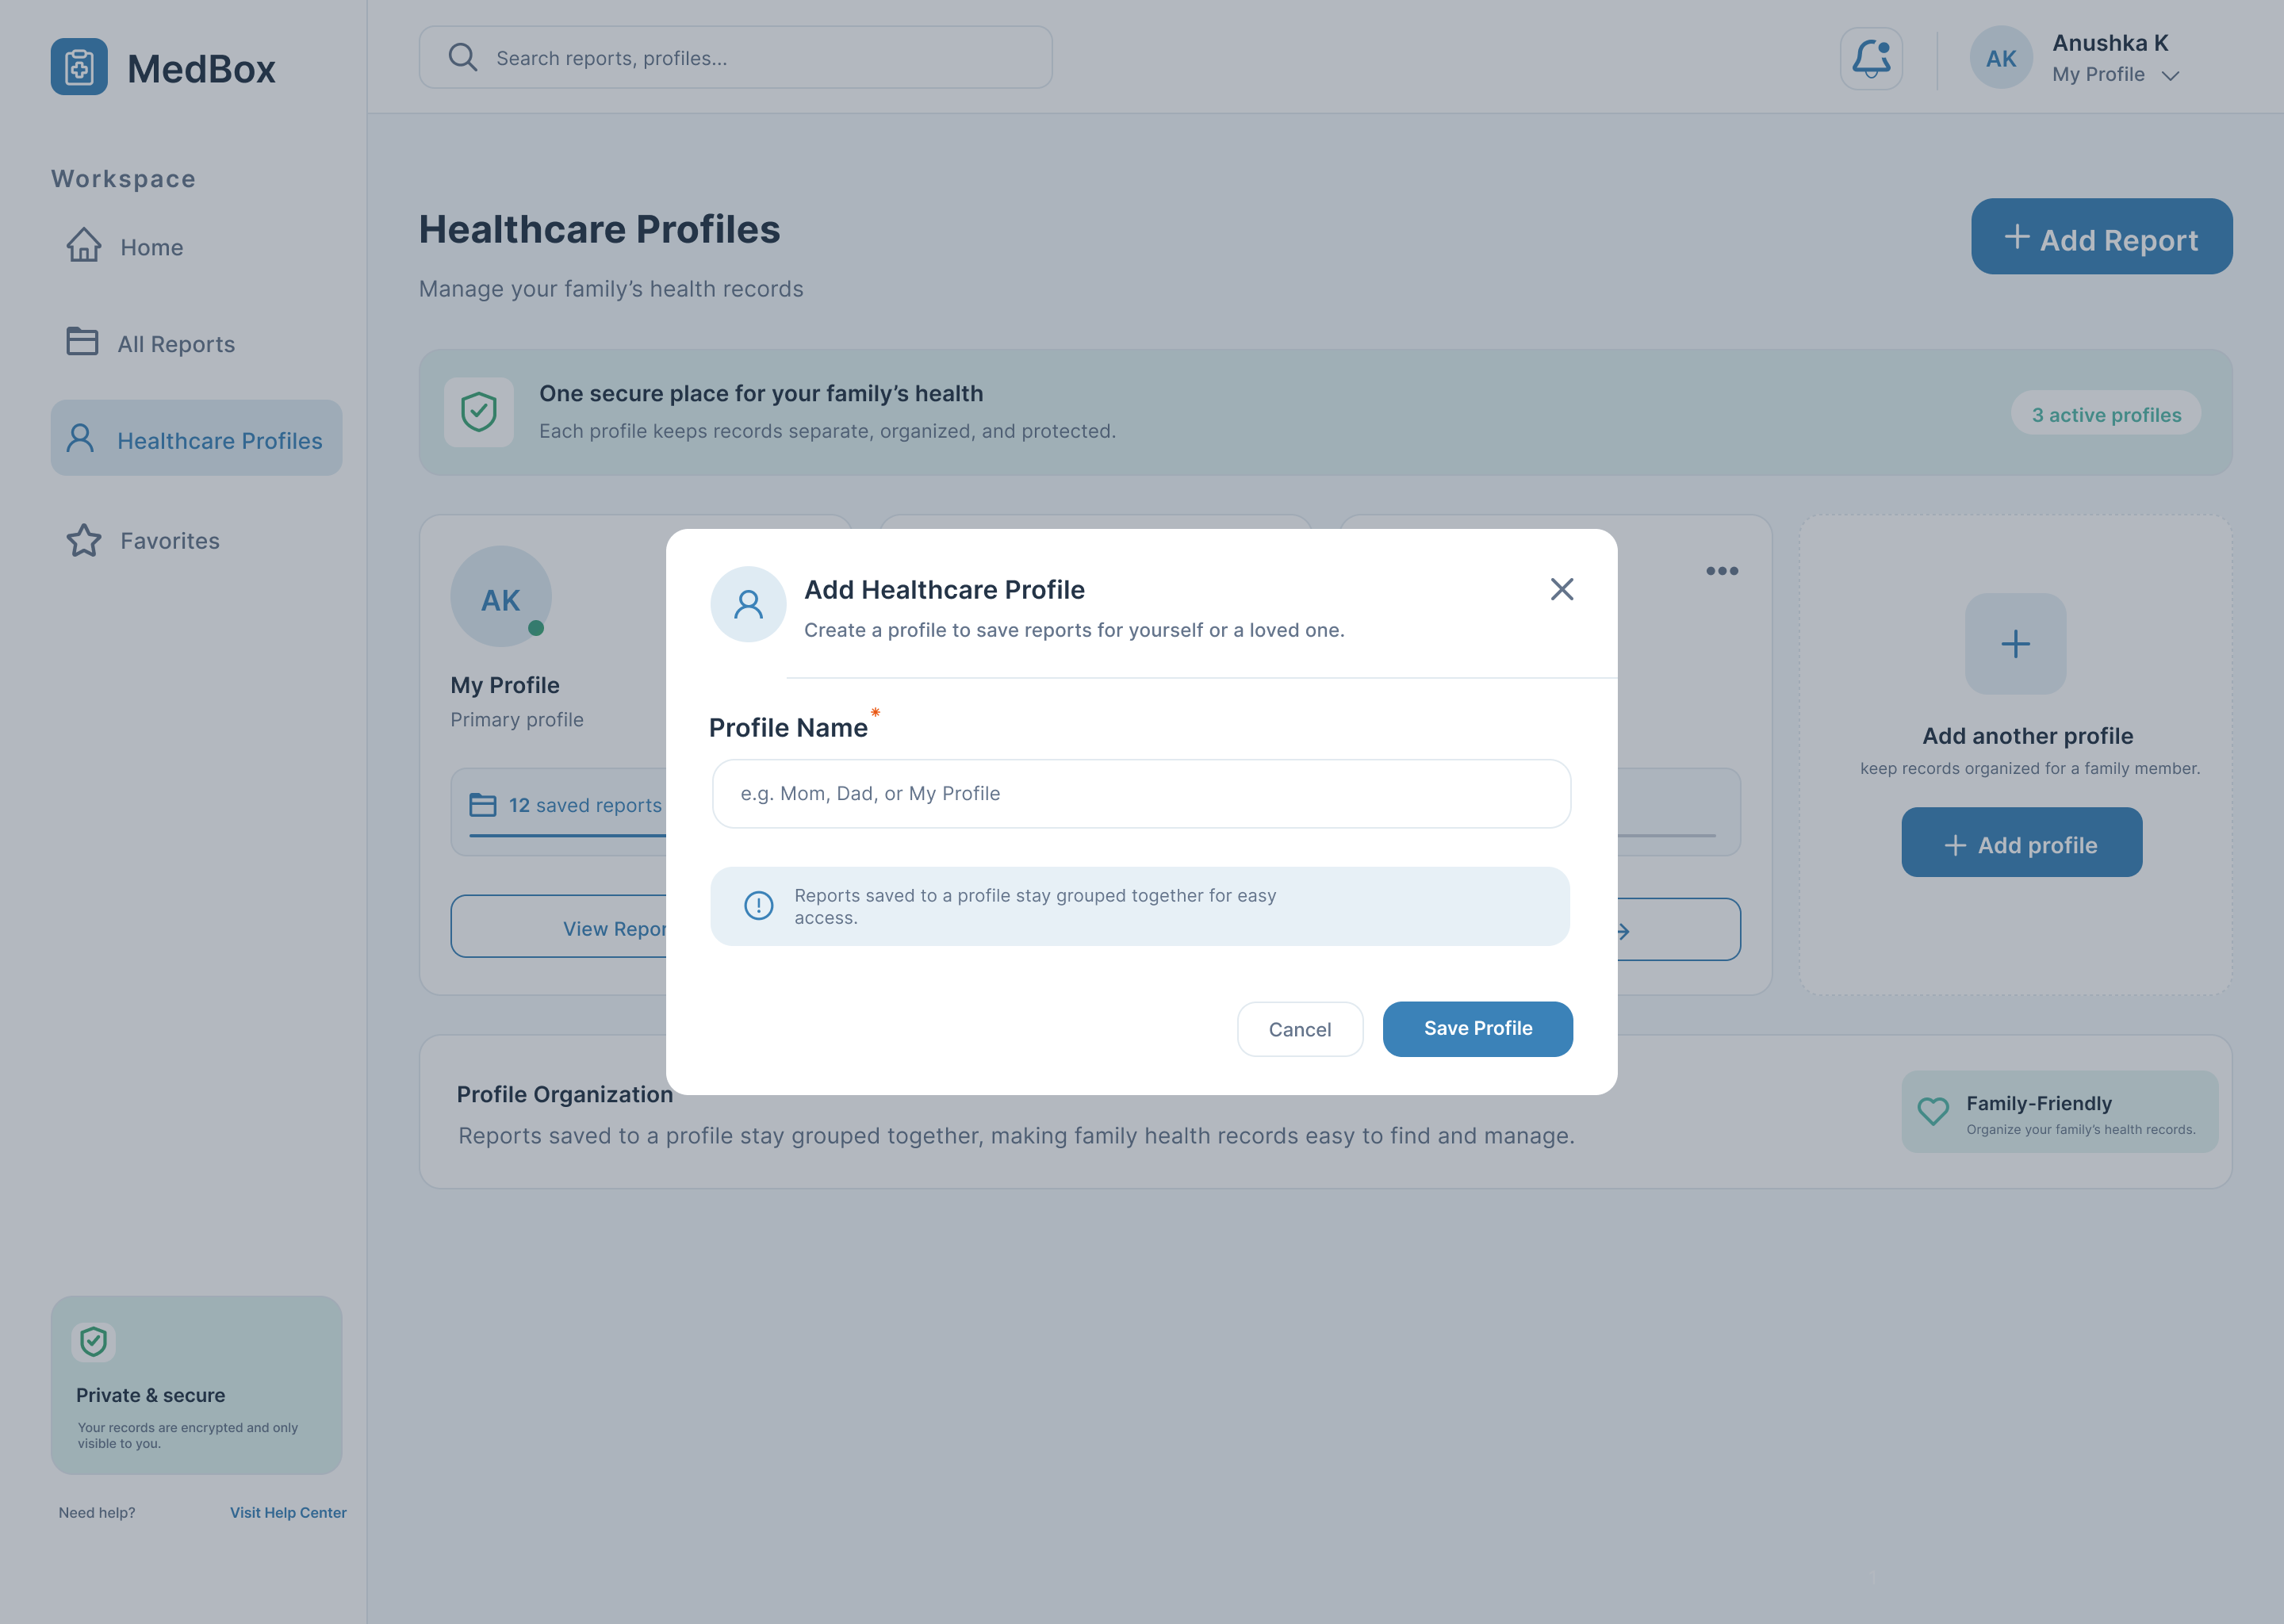 MedBox
Search reports, profiles...
AK
Anushka K
My Profile
Workspace
Home
All Reports
Healthcare Profiles
Favorites
Healthcare Profiles
Manage your family’s health records
+ Add Report
One secure place for your family’s health
Each profile keeps records separate, organized, and protected.
3 active profiles
AK
My Profile
Primary profile
12 saved reports
View
Add another profile
keep records organized for a family member.
+ Add profile
Add Healthcare Profile
Create a profile to save reports for yourself or a loved one.
Profile Name*
e.g. Mom, Dad, or My Profile
Reports saved to a profile stay grouped together for easy
access.
Cancel
Save Profile
Profile Organization
Reports saved to a profile stay grouped together, making family health records easy to find and manage.
Family-Friendly
Organize your family’s health records.
Private & secure
Your records are encrypted and only
visible to you.
Need help?
Visit Help Center